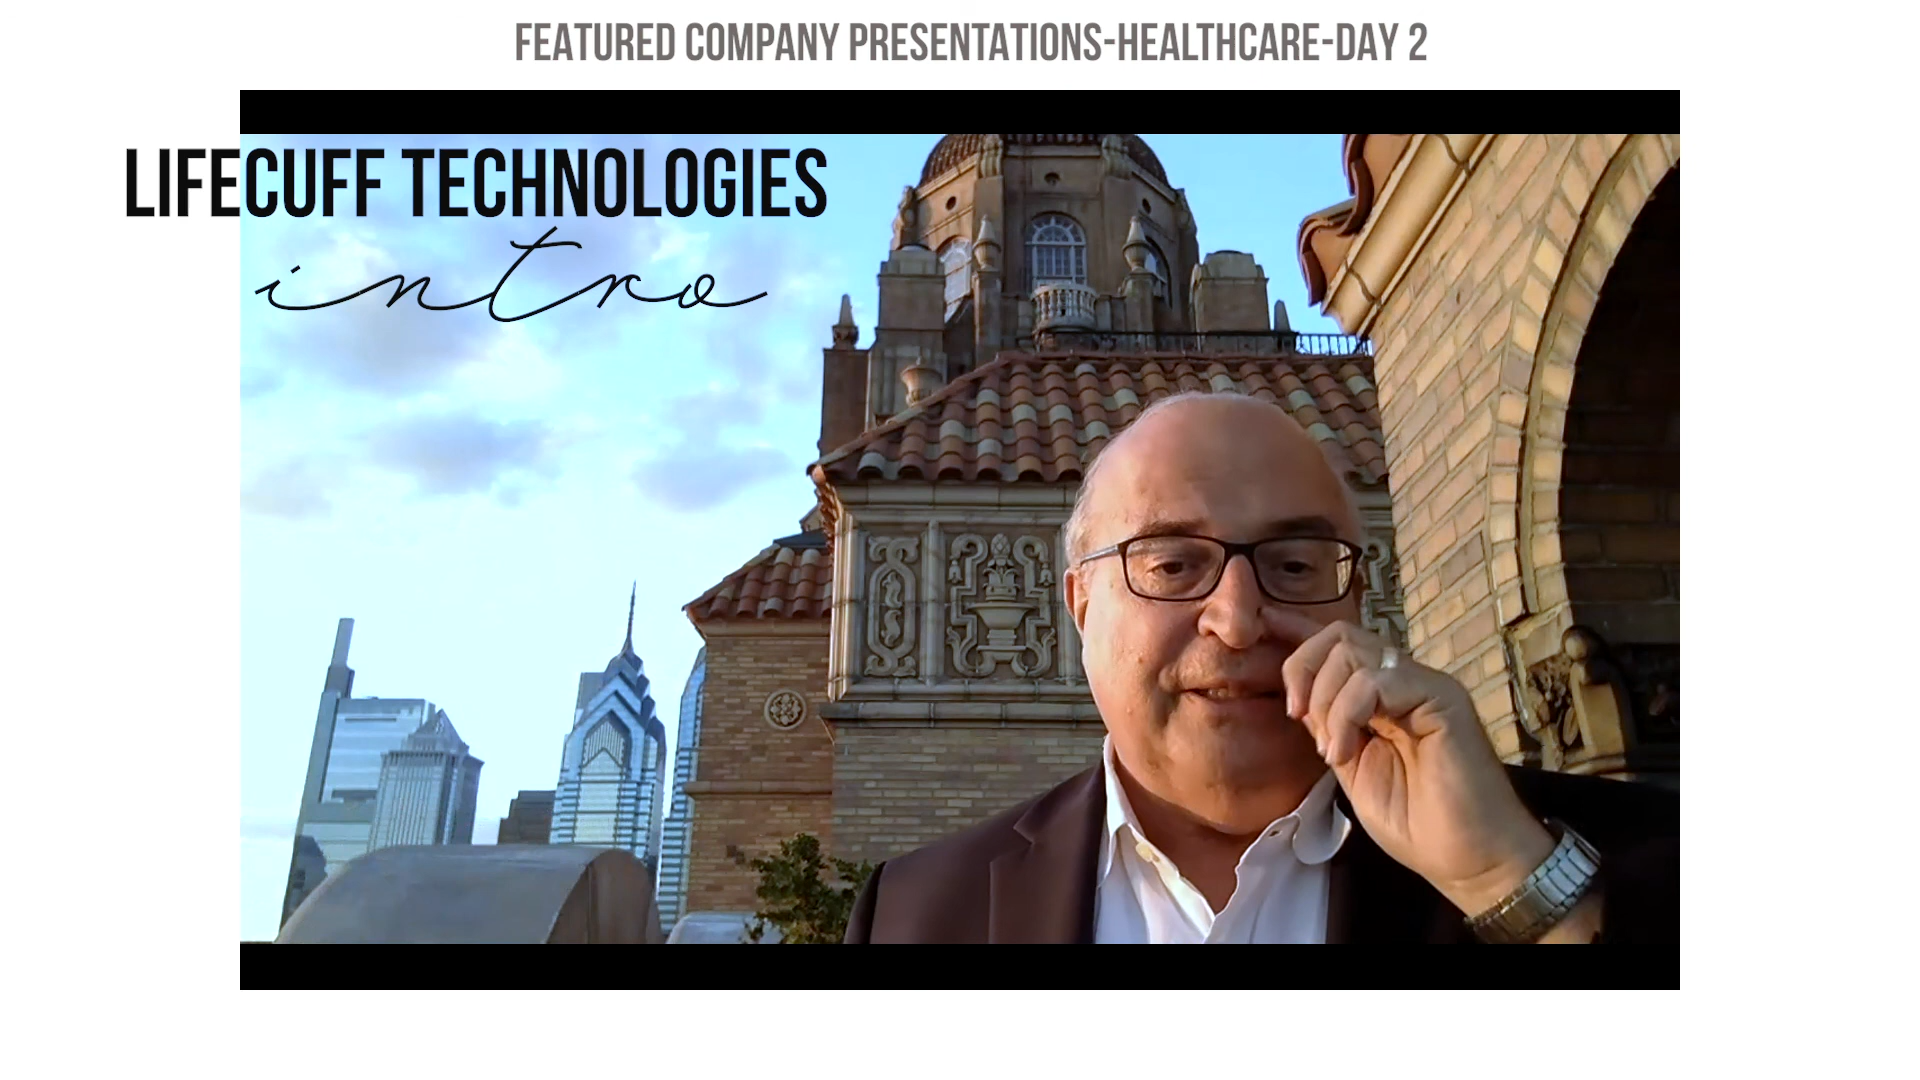 FEATURED COMPANY PRESENTATIONS-HEALTHCARE-DAY 2
LIFECUFF TECHNOLOGIES
intro